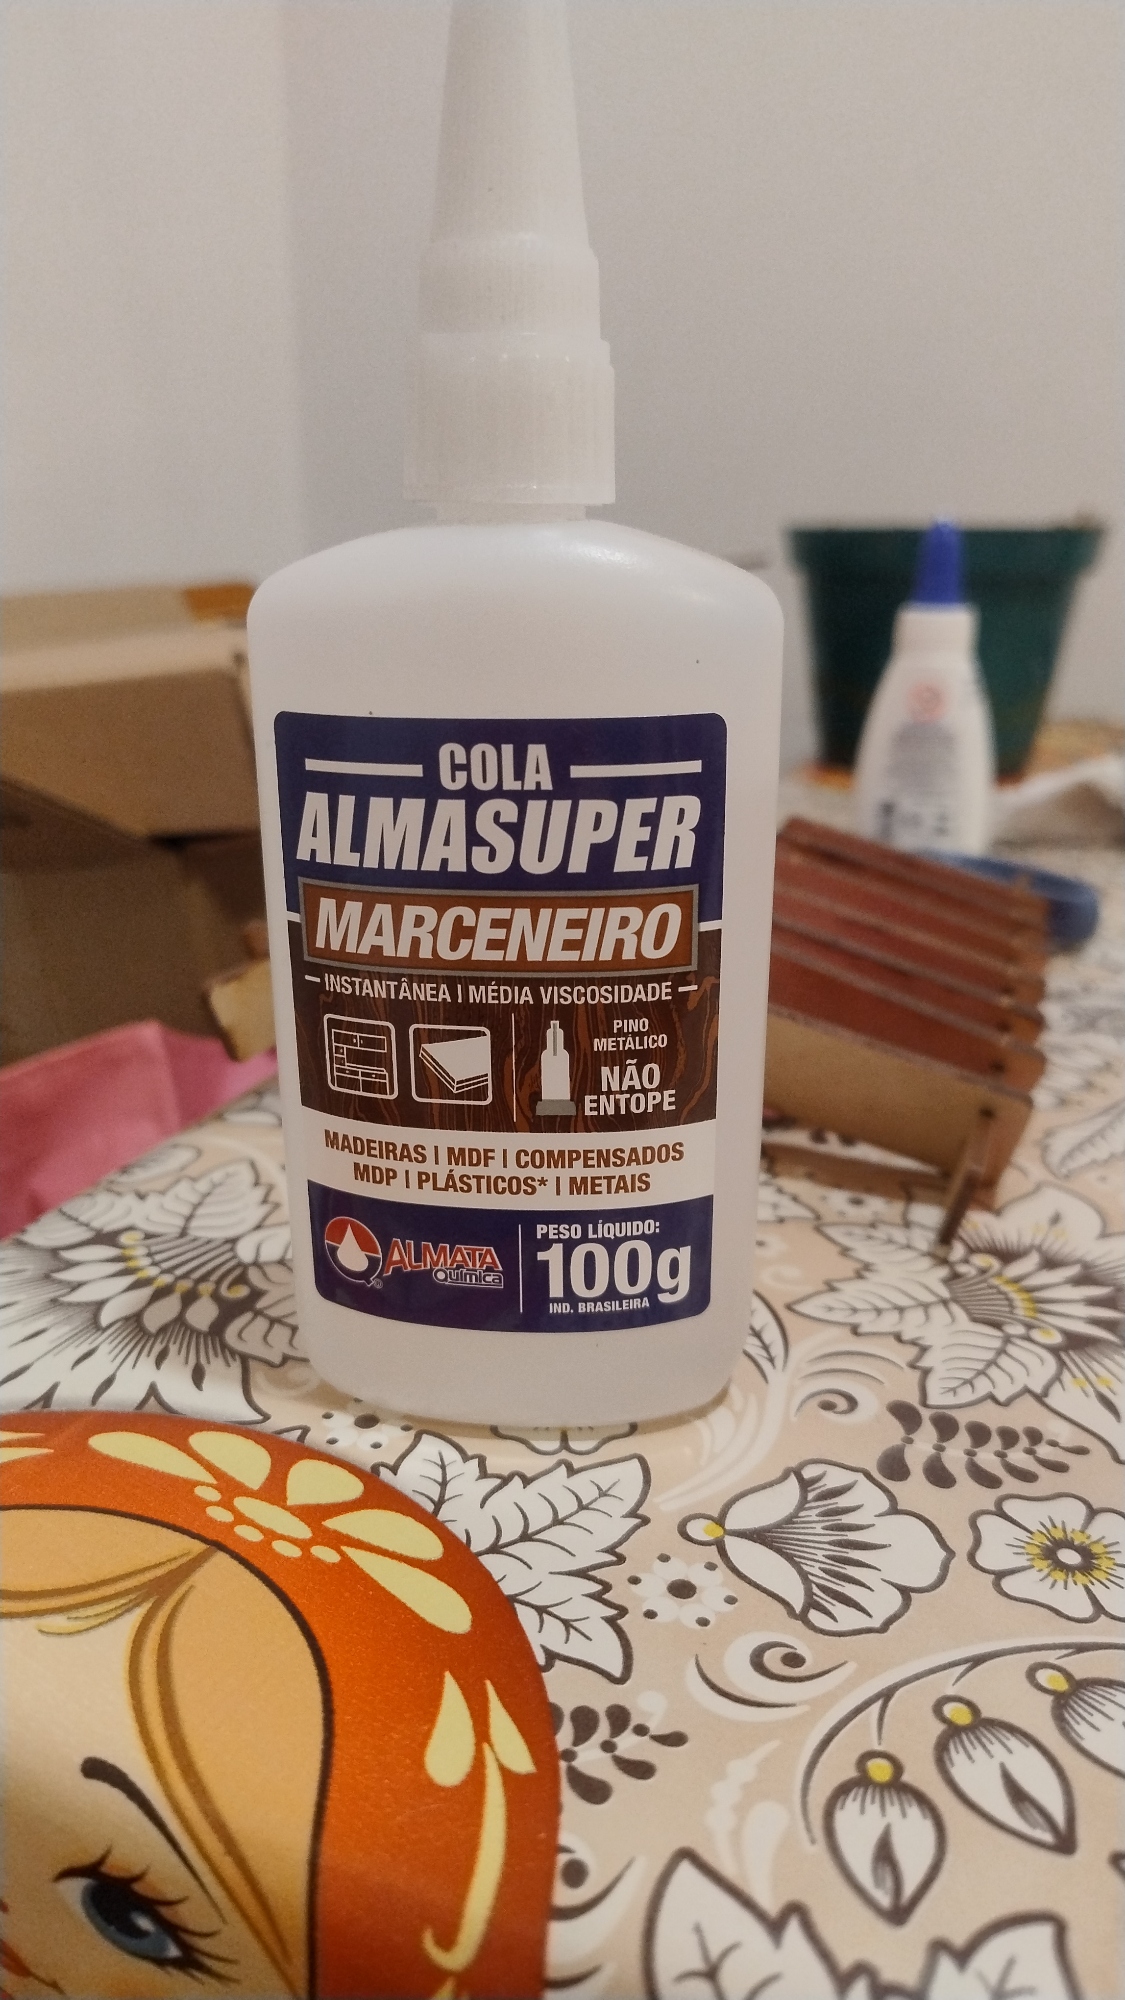 COLA
ALMASUPER
MARCENEIRO
INSTANTÂNEA | MÉDIA VISCOSIDADE
PINO
METÁLICO
NÃO
ENTOPE
MADEIRAS | MDF | COMPENSADOS
MDP | PLÁSTICOS* | METAIS
ALMATA
Química
®
PESO LÍQUIDO:
100g
IND. BRASILEIRA